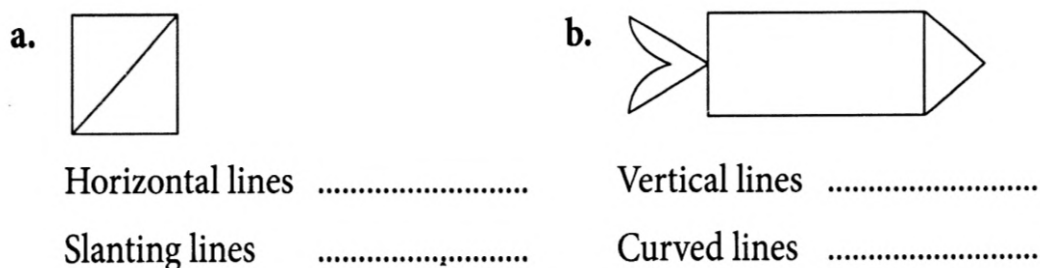 a.
b.
Horizontal lines ............................
Vertical lines ............................
Slanting lines ............................
Curved lines ............................